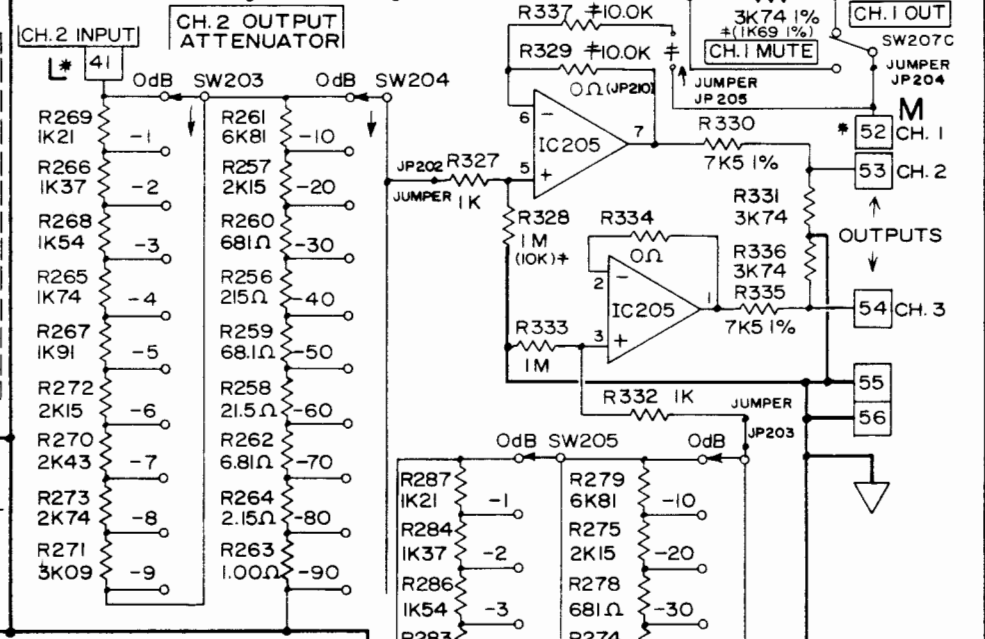 CH.2 INPUT
CH.2 OUTPUT
ATTENUATOR
41
*
0dB
SW203
0dB
SW204
R269
1K21
-1
R266
1K37
-2
R268
1K54
-3
R265
1K74
-4
R267
1K91
-5
R272
2K15
-6
R270
2K43
-7
R273
2K74
-8
R271
3K09
-9
R261
6K81
-10
R257
2K15
-20
R260
681Ω
-30
R256
215Ω
-40
R259
68.1Ω
-50
R258
21.5Ω
-60
R262
6.81Ω
-70
R264
2.15Ω
-80
R263
1.00Ω
-90
R337 ‡10.0K
R329 ‡10.0K
0Ω (JP210)
‡
JUMPER
JP205
3K74 1%
‡(1K69 1%)
CH.1 MUTE
CH.1 OUT
SW207C
JUMPER
JP204
M
6
-
IC205
7
5
+
R330
7K5 1%
* 52 CH. 1
53 CH. 2
JP202
JUMPER
R327
1K
R328
1M
(10K)‡
R334
0Ω
R331
3K74
R336
3K74
OUTPUTS
-
2
IC205
1
3
+
R335
7K5 1%
54 CH. 3
R333
1M
55
56
R332 1K
JUMPER
JP203
0dB
SW205
0dB
R287
1K21
-1
R284
1K37
-2
R286
1K54
-3
R283
R279
6K81
-10
R275
2K15
-20
R278
681Ω
-30
R274